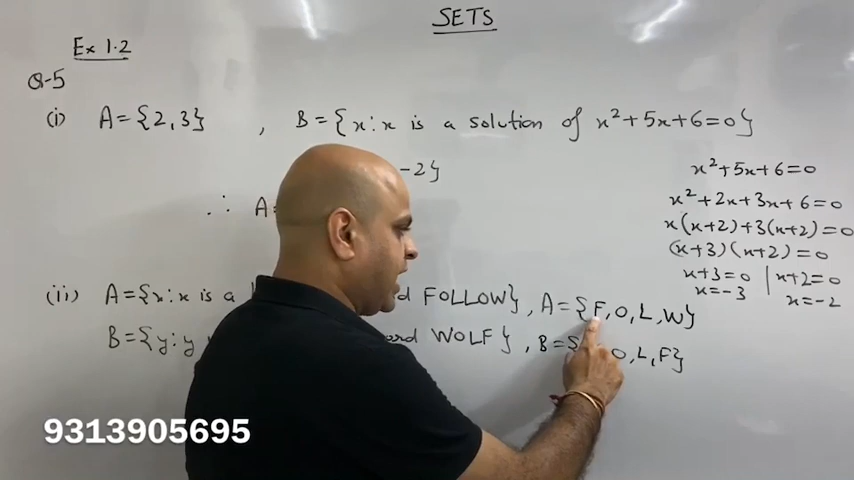 SETS
Ex 1.2
Q-5
(i) A={2,3} , B={x:x is a solution of x²+5x+6=0}
-2}
∴ A=
x²+5x+6=0
x²+2x+3x+6=0
x(x+2)+3(x+2)=0
(x+3)(x+2)=0
x+3=0 | x+2=0
x=-3 x=-2
(ii) A={x:x is a FOLLOW}, A={F,O,L,W}
B={y:y word WOLF}, B={ O,L,F}
9313905695